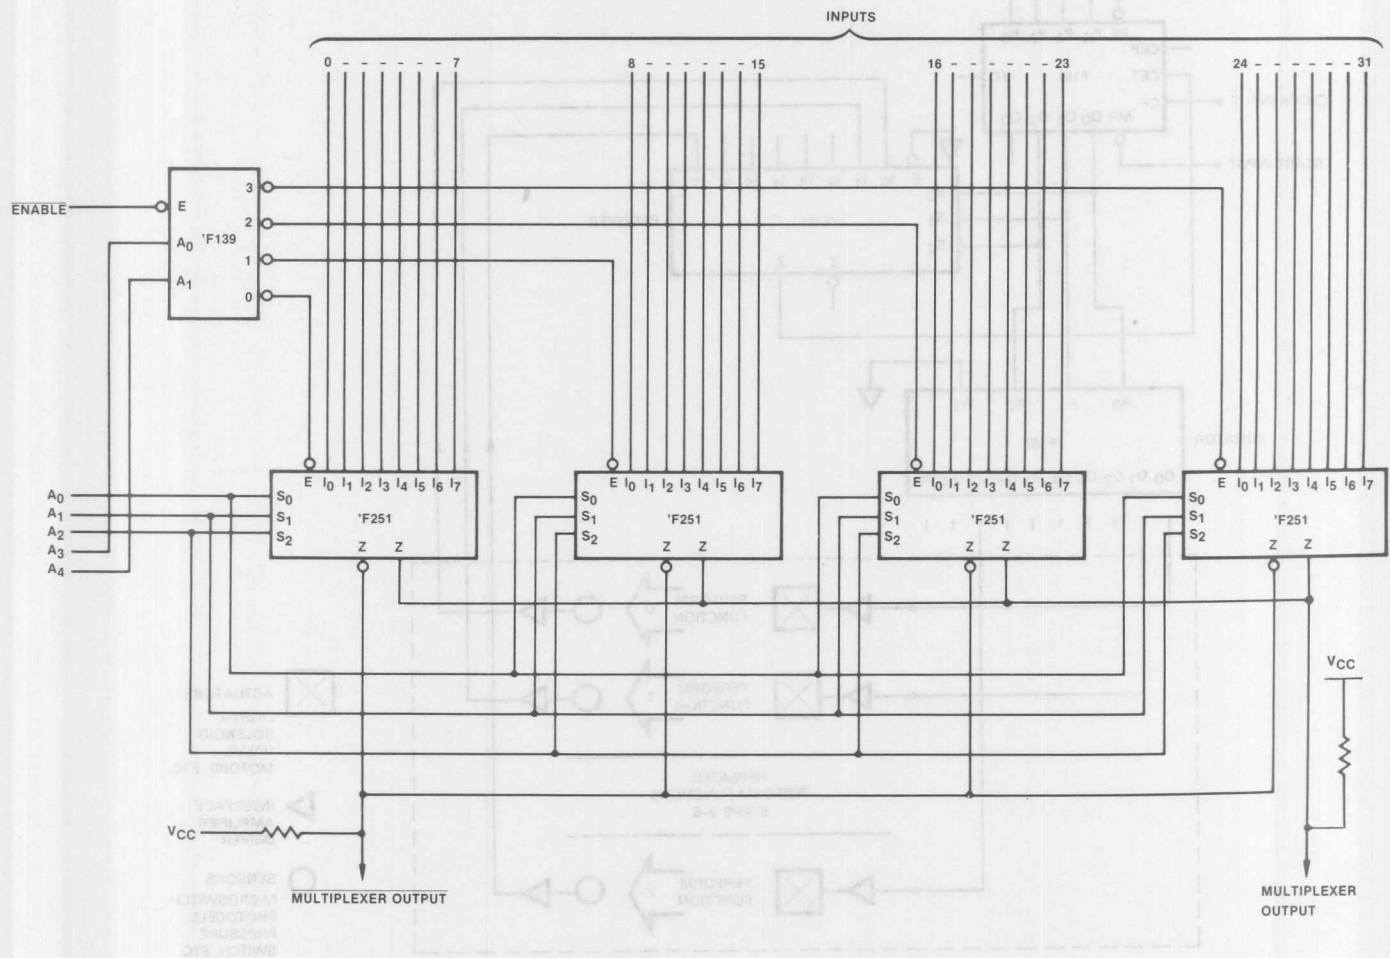 INPUTS
0 - - - - - - 7
8 - - - - - - 15
16 - - - - - - 23
24 - - - - - - 31
ENABLE
E
A0
A1
'F139
3
2
1
0
E I0 I1 I2 I3 I4 I5 I6 I7
E I0 I1 I2 I3 I4 I5 I6 I7
E I0 I1 I2 I3 I4 I5 I6 I7
E I0 I1 I2 I3 I4 I5 I6 I7
A0
A1
A2
A3
A4
S0
S1
S2
'F251
Z Z
S0
S1
S2
'F251
Z Z
S0
S1
S2
'F251
Z Z
S0
S1
S2
'F251
Z Z
VCC
VCC
MULTIPLEXER OUTPUT
MULTIPLEXER
OUTPUT